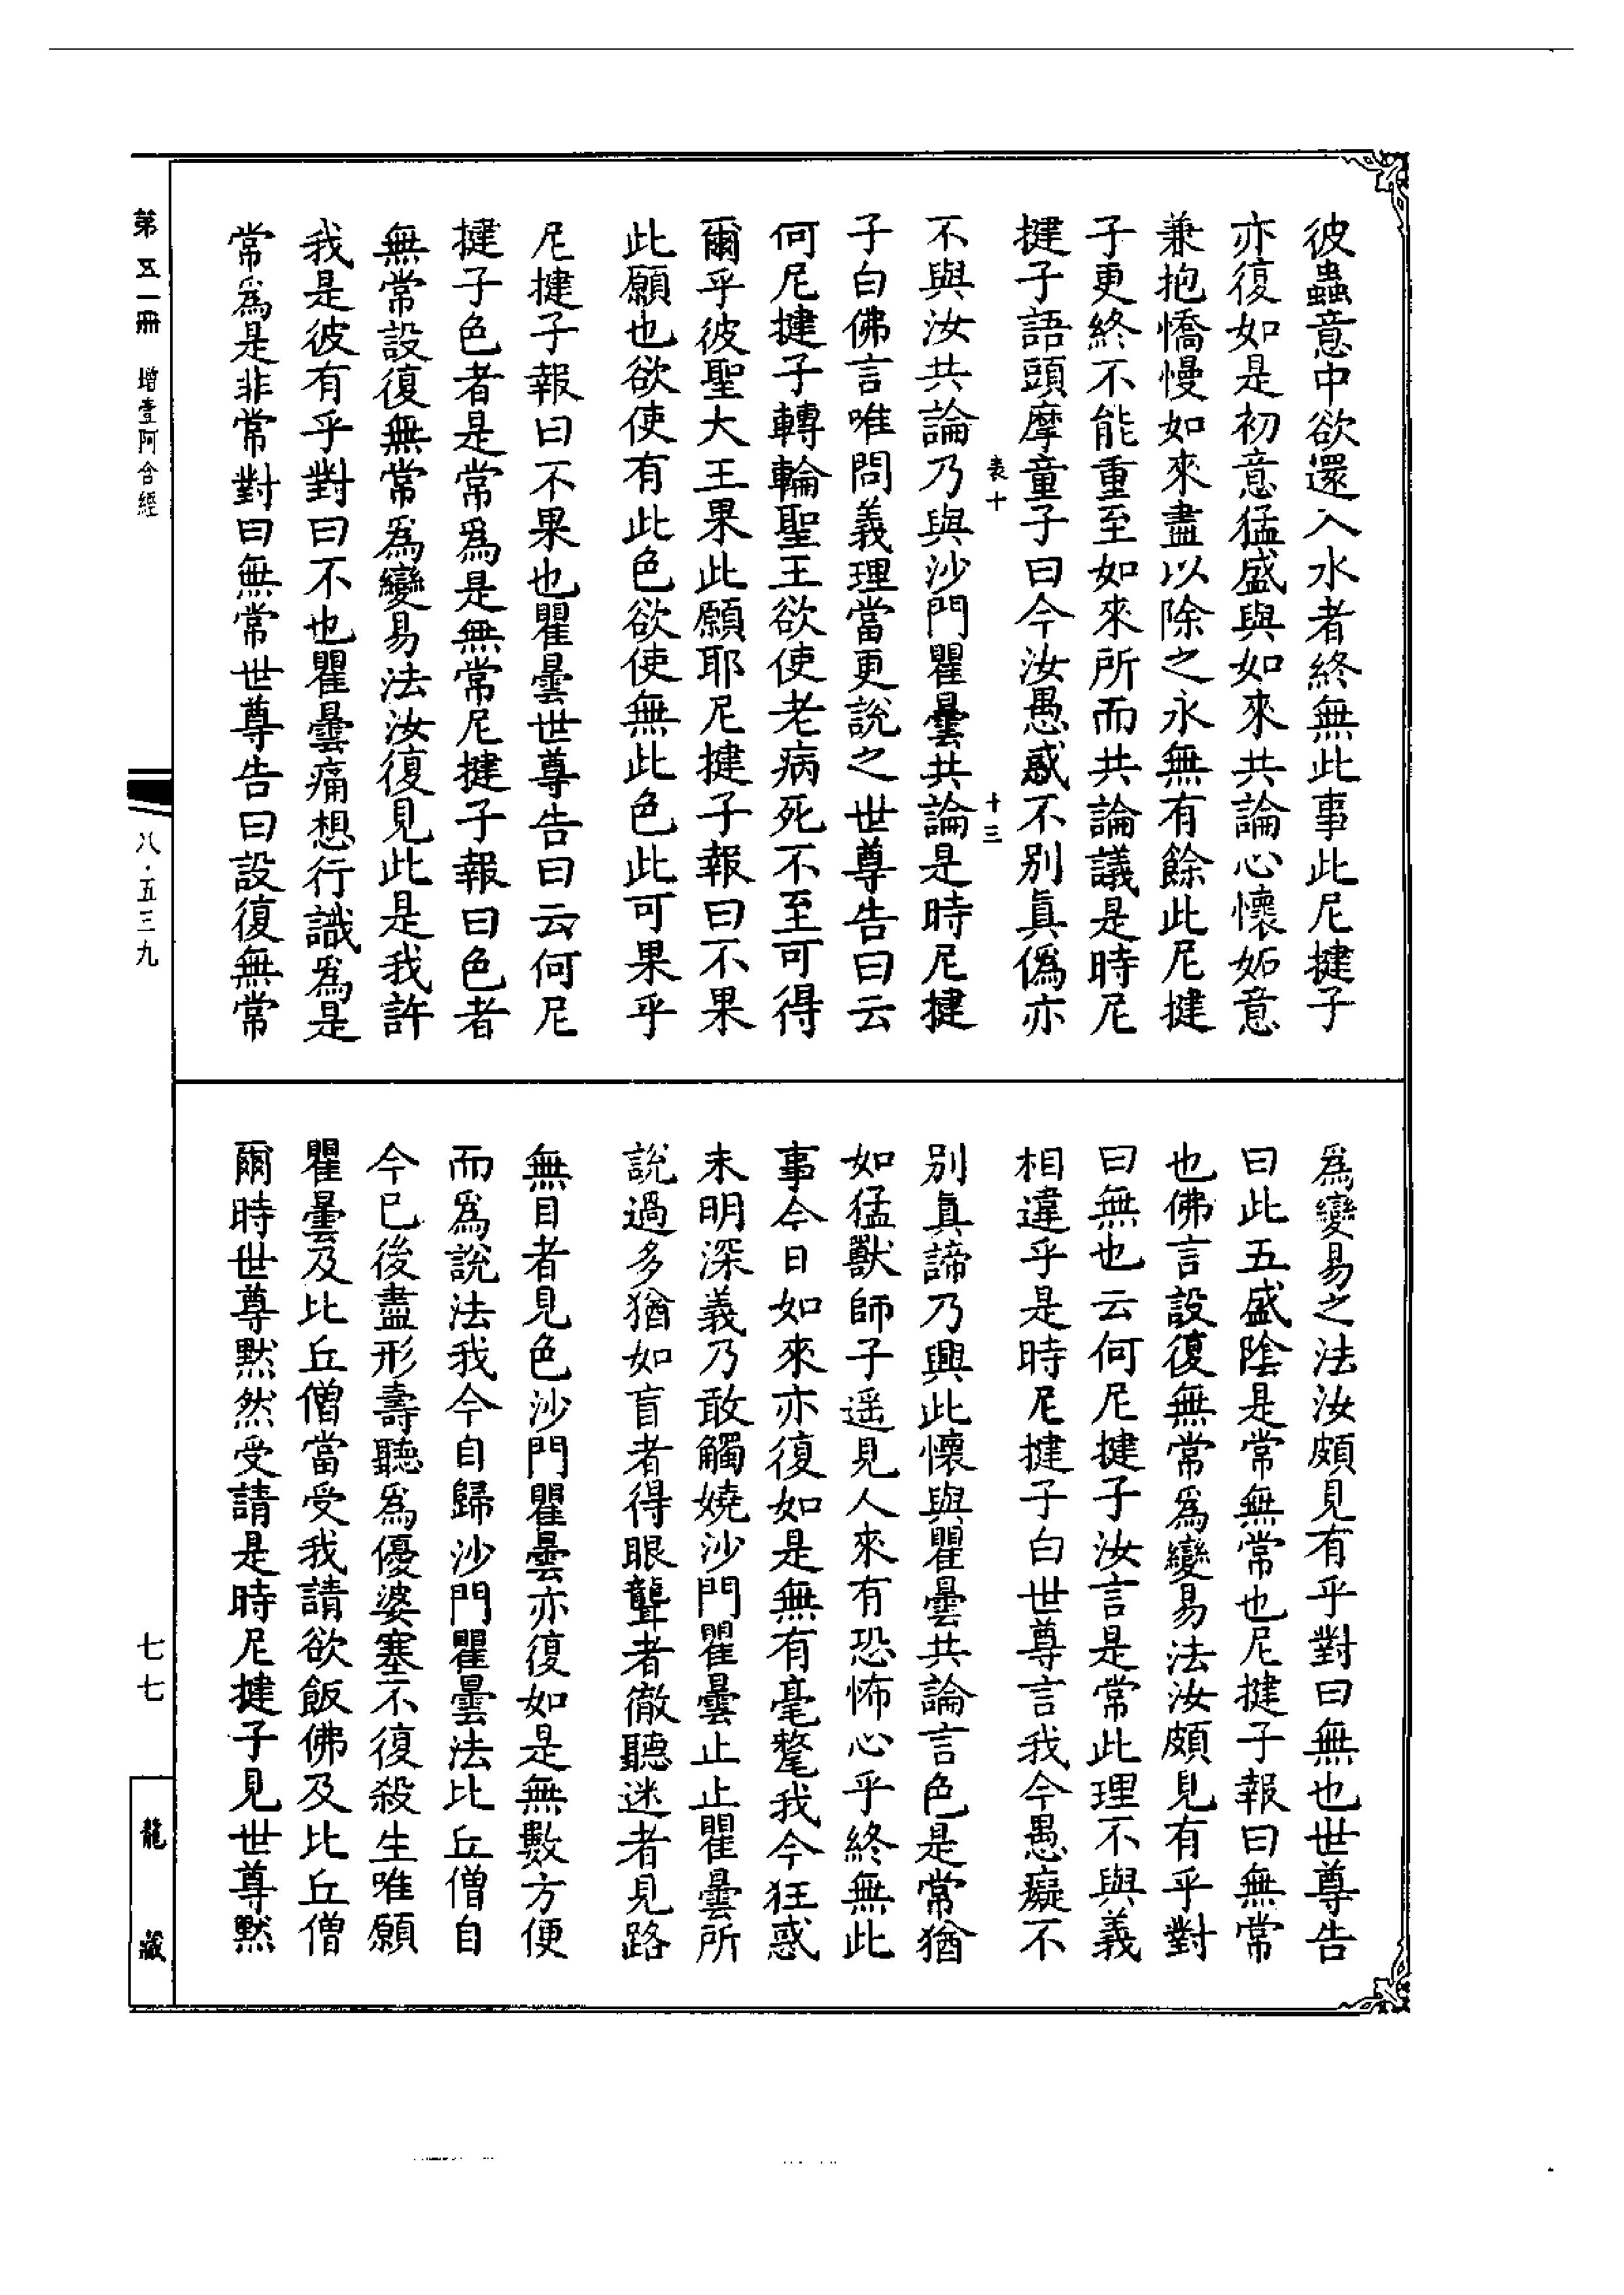 彼蟲意中欲還入水者終無此事此尼揵子
亦復如是初意猛盛與如來共論心懷妬意
兼抱憍慢如來盡以除之永無有餘此尼揵
子更終不能重至如來所而共論議是時尼
揵子語頭摩童子曰今汝愚惑不別真偽亦
表十 十三
不與汝共論乃與沙門瞿曇共論是時尼揵
子白佛言唯問義理當更說之世尊告曰云
何尼揵子轉輪聖王欲使老病死不至可得
爾乎彼聖大王果此願耶尼揵子報曰不果
此願也欲使有此色欲使無此色此可果乎
尼揵子報曰不果也瞿曇世尊告曰云何尼
揵子色者是常爲是無常尼揵子報曰色者
無常設復無常爲變易法汝復見此是我許
我是彼有乎對曰不也瞿曇痛想行識爲是
常爲是非常對曰無常世尊告曰設復無常
爲變易之法汝頗見有乎對曰無也世尊告
曰此五盛陰是常無常也尼揵子報曰無常
也佛言設復無常爲變易法汝頗見有乎對
曰無也云何尼揵子汝言是常此理不與義
相違乎是時尼揵子白世尊言我今愚癡不
別真諦乃興此懷與瞿曇共論言色是常猶
如猛獸師子遥見人來有恐怖心乎終無此
事今日如來亦復如是無有毫氂我今狂惑
未明深義乃敢觸嬈沙門瞿曇止止瞿曇所
說過多猶如盲者得眼聾者徹聽迷者見路
無目者見色沙門瞿曇亦復如是無數方便
而爲說法我今自歸沙門瞿曇法比丘僧自
今已後盡形壽聽爲優婆塞不復殺生唯願
瞿曇及比丘僧當受我請欲飯佛及比丘僧
爾時世尊默然受請是時尼揵子見世尊默
第五一冊 增壹阿含經
八·五三九
七七
龍藏